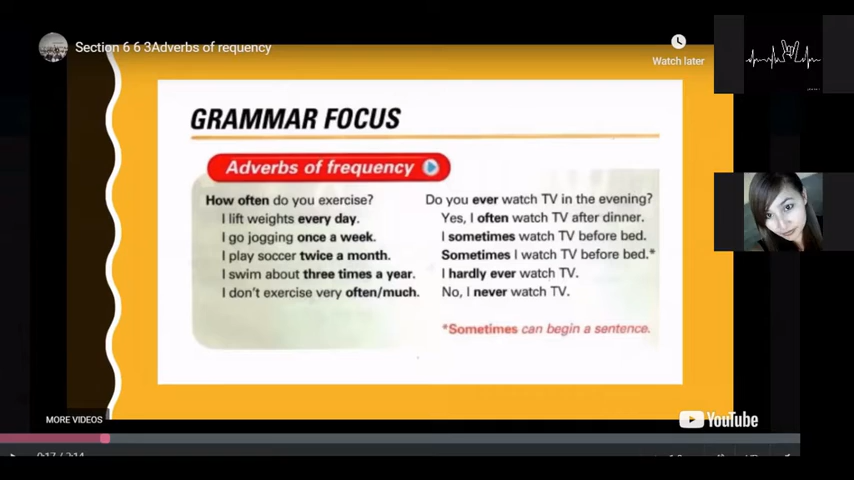 Section 6 6 3Adverbs of requency
Watch later
GRAMMAR FOCUS
Adverbs of frequency
How often do you exercise?
I lift weights every day.
I go jogging once a week.
I play soccer twice a month.
I swim about three times a year.
I don't exercise very often/much.
Do you ever watch TV in the evening?
Yes, I often watch TV after dinner.
I sometimes watch TV before bed.
Sometimes I watch TV before bed.*
I hardly ever watch TV.
No, I never watch TV.
*Sometimes can begin a sentence.
MORE VIDEOS
YouTube